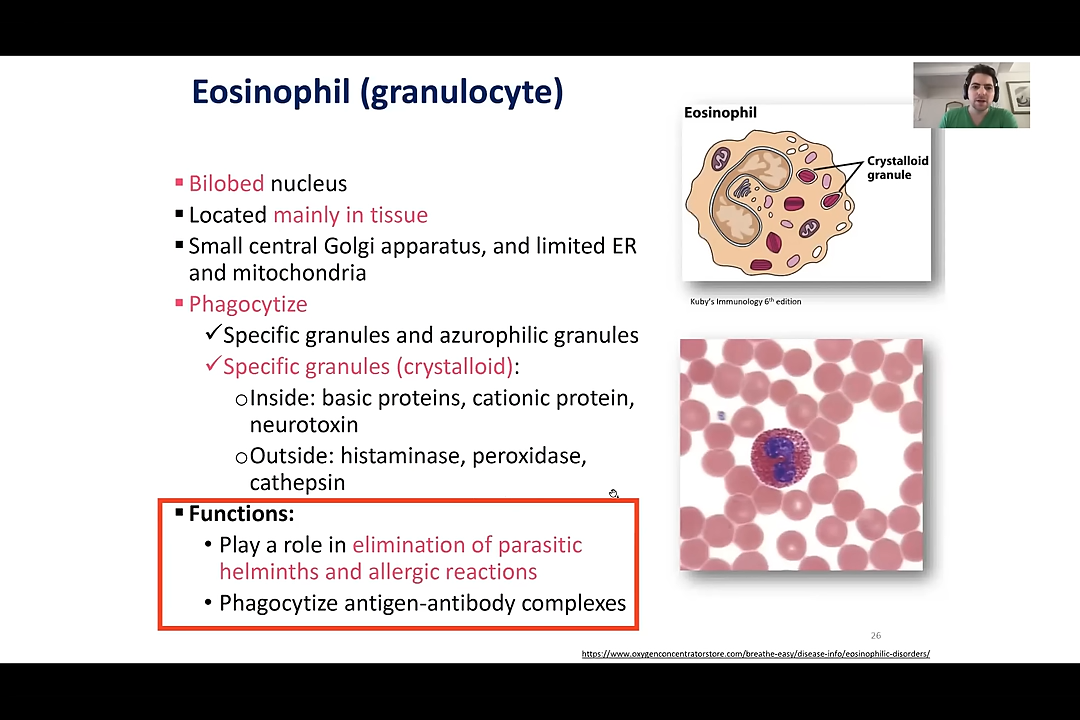 Eosinophil (granulocyte)
▪Bilobed nucleus
▪Located mainly in tissue
▪Small central Golgi apparatus, and limited ER
and mitochondria
▪Phagocytize
✓Specific granules and azurophilic granules
✓Specific granules (crystalloid):
oInside: basic proteins, cationic protein,
neurotoxin
oOutside: histaminase, peroxidase,
cathepsin
▪Functions:
• Play a role in elimination of parasitic
helminths and allergic reactions
• Phagocytize antigen-antibody complexes
Eosinophil
Crystalloid
granule
Kuby's Immunology 6th edition
26
https://www.oxygenconcentratorstore.com/breathe-easy/disease-info/eosinophilic-disorders/